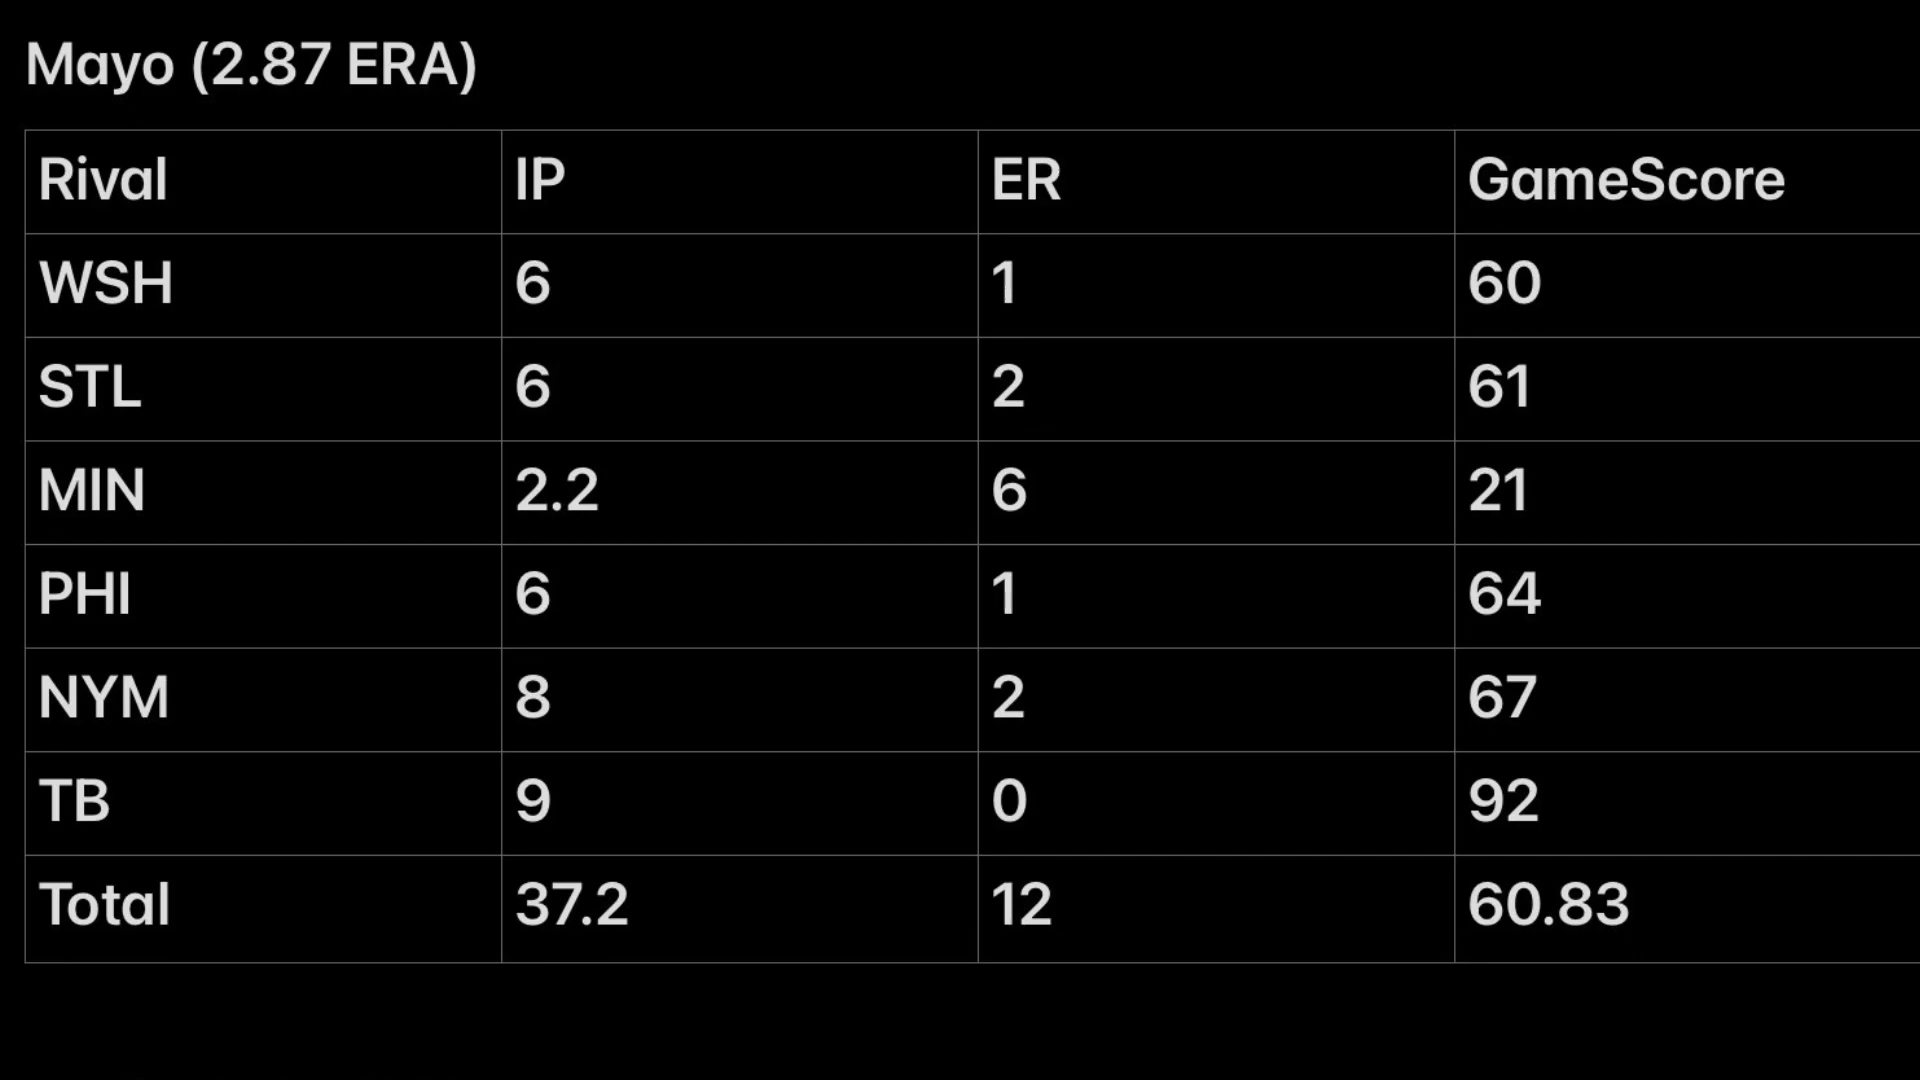 Mayo (2.87 ERA)
Rival IP ER GameScore
WSH 6 1 60
STL 6 2 61
MIN 2.2 6 21
PHI 6 1 64
NYM 8 2 67
TB 9 0 92
Total 37.2 12 60.83